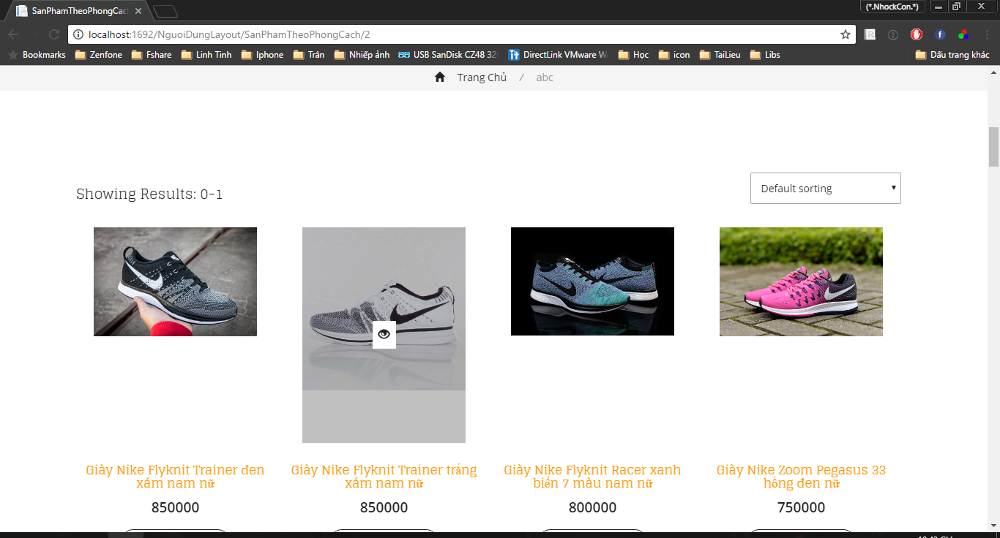 SanPhamTheoPhongCac
(*.NhockCon.*)
localhost:1692/NguoiDungLayout/SanPhamTheoPhongCach/2
Bookmarks Zenfone Fshare Linh Tinh Iphone Trân Nhiếp ảnh USB SanDisk CZ48 32G DirectLink VMware W Học icon TaiLieu Libs Dấu trang khác
Trang Chủ / abc
Showing Results: 0-1
Default sorting
Giày Nike Flyknit Trainer đen
xám nam nữ
850000
Giày Nike Flyknit Trainer trắng
xám nam nữ
850000
Giày Nike Flyknit Racer xanh
biển 7 màu nam nữ
800000
Giày Nike Zoom Pegasus 33
hồng đen nữ
750000